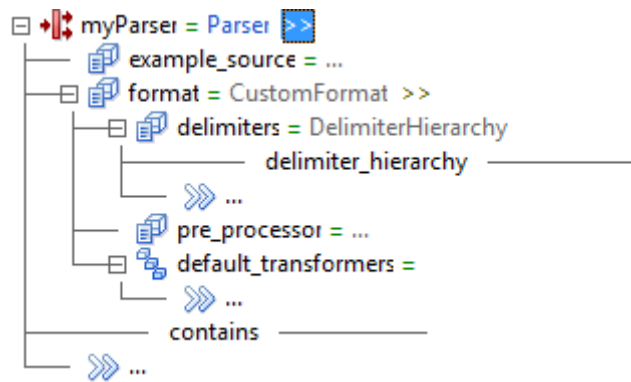 myParser = Parser >>
example_source = ...
format = CustomFormat >>
delimiters = DelimiterHierarchy
delimiter_hierarchy
...
pre_processor = ...
default_transformers =
...
contains
...